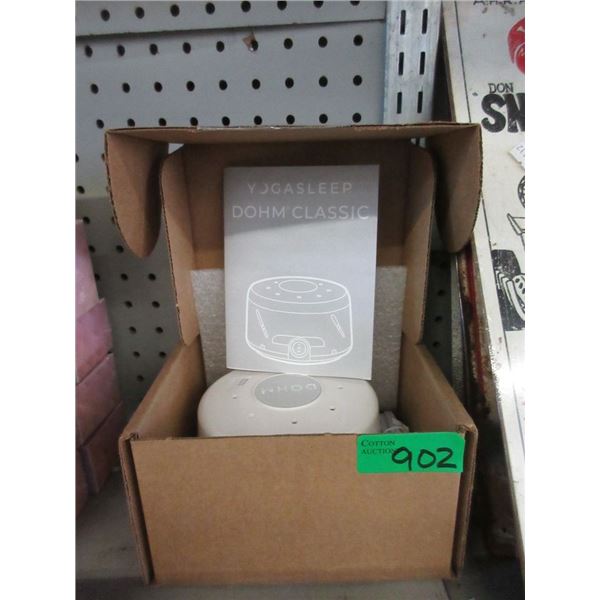 DON
YOGASLEEP
DOHM® CLASSIC
DOHM
COTTON
AUCTION
902